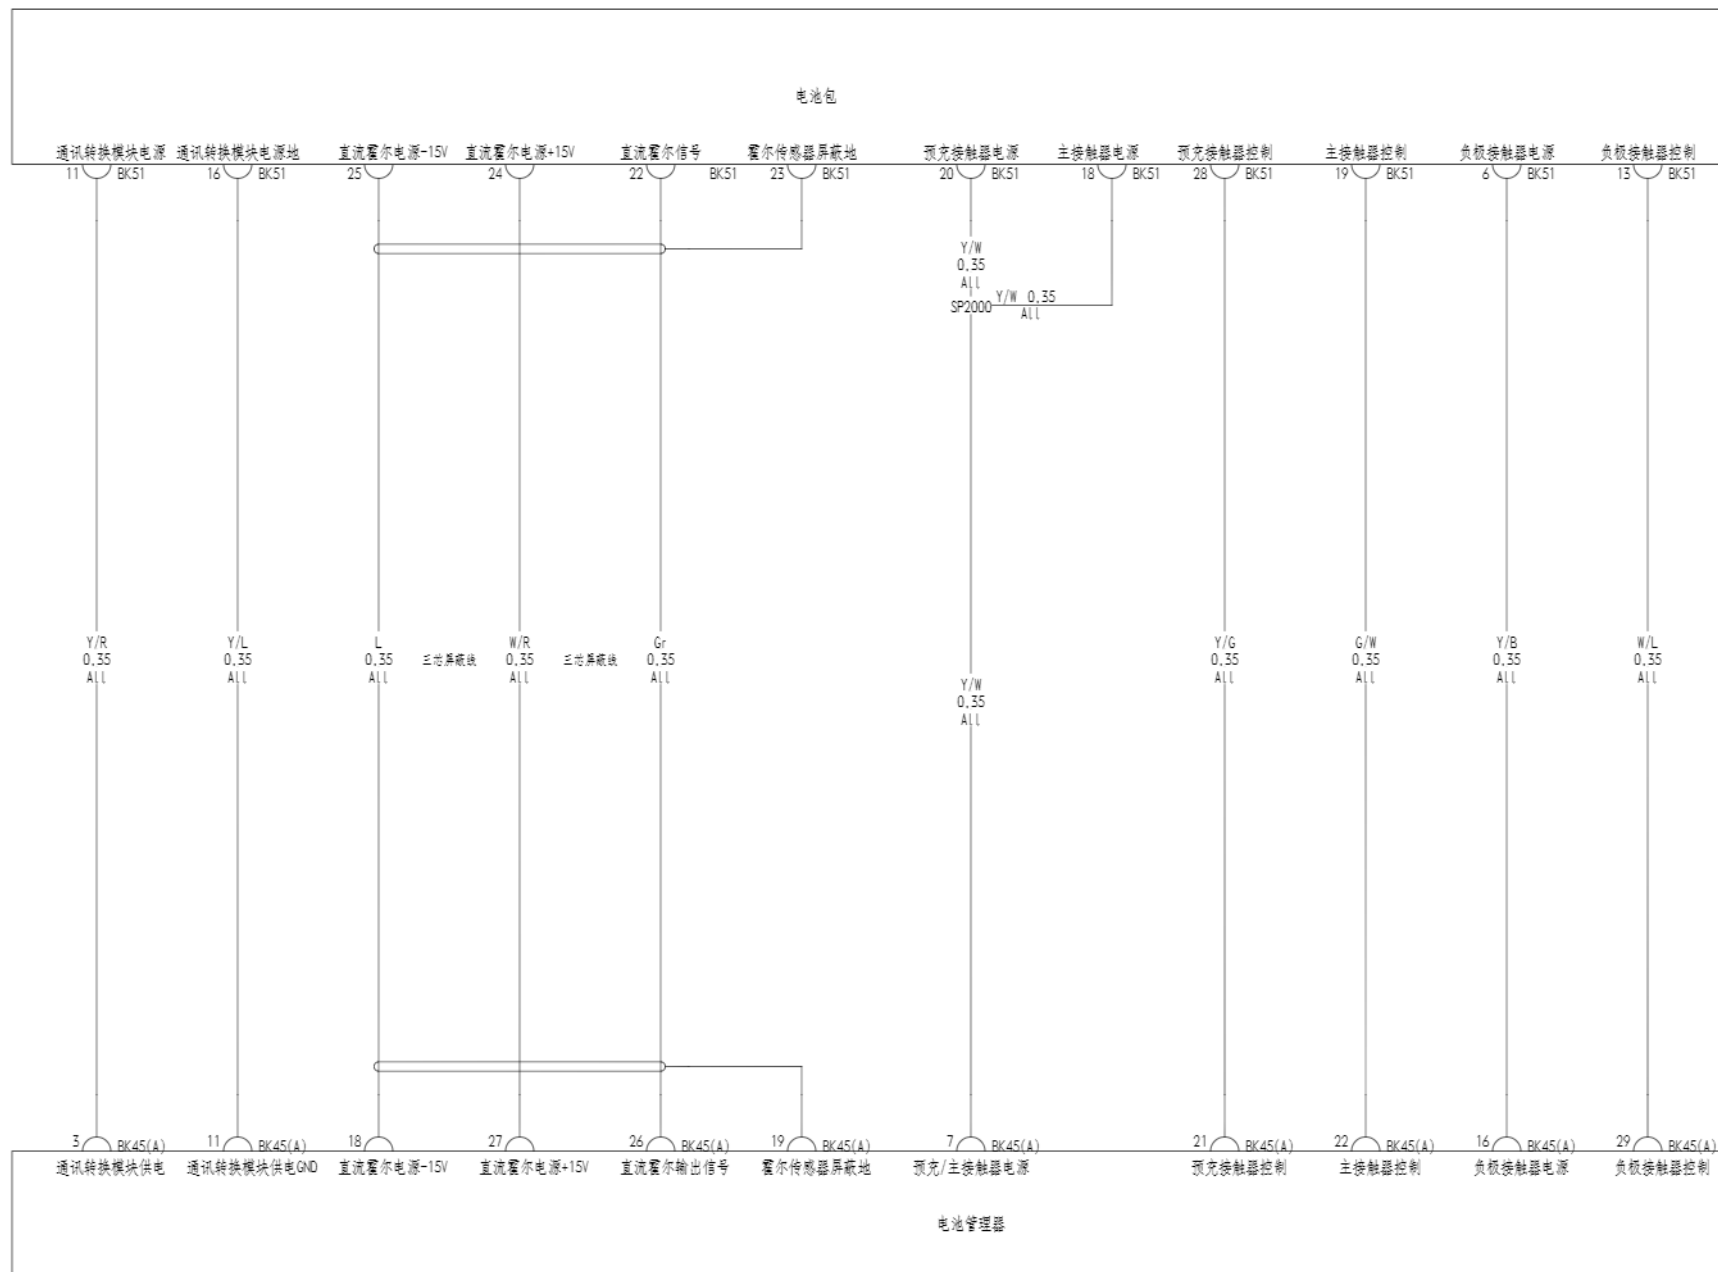 电池包
通讯转换模块电源 通讯转换模块电源地 直流霍尔电源-15V 直流霍尔电源+15V 直流霍尔信号 霍尔传感器屏蔽地 预充接触器电源 主接触器电源 预充接触器控制 主接触器控制 负极接触器电源 负极接触器控制
11 BK51 16 BK51 25 24 22 BK51 23 BK51 20 BK51 18 BK51 28 BK51 19 BK51 6 BK51 13 BK51
Y/W
0.35
All
Y/W 0.35
SP2000
All
Y/R Y/L L W/R Gr Y/G G/W Y/B W/L
0.35 0.35 0.35 三芯屏蔽线 0.35 三芯屏蔽线 0.35 0.35 0.35 0.35 0.35
All All All All All All All All All
Y/W
0.35
All
3 BK45(A) 11 BK45(A) 18 27 26 BK45(A) 19 BK45(A) 7 BK45(A) 21 BK45(A) 22 BK45(A) 16 BK45(A) 29 BK45(A)
通讯转换模块供电 通讯转换模块供电GND 直流霍尔电源-15V 直流霍尔电源+15V 直流霍尔输出信号 霍尔传感器屏蔽地 预充/主接触器电源 预充接触器控制 主接触器控制 负极接触器电源 负极接触器控制
电池管理器